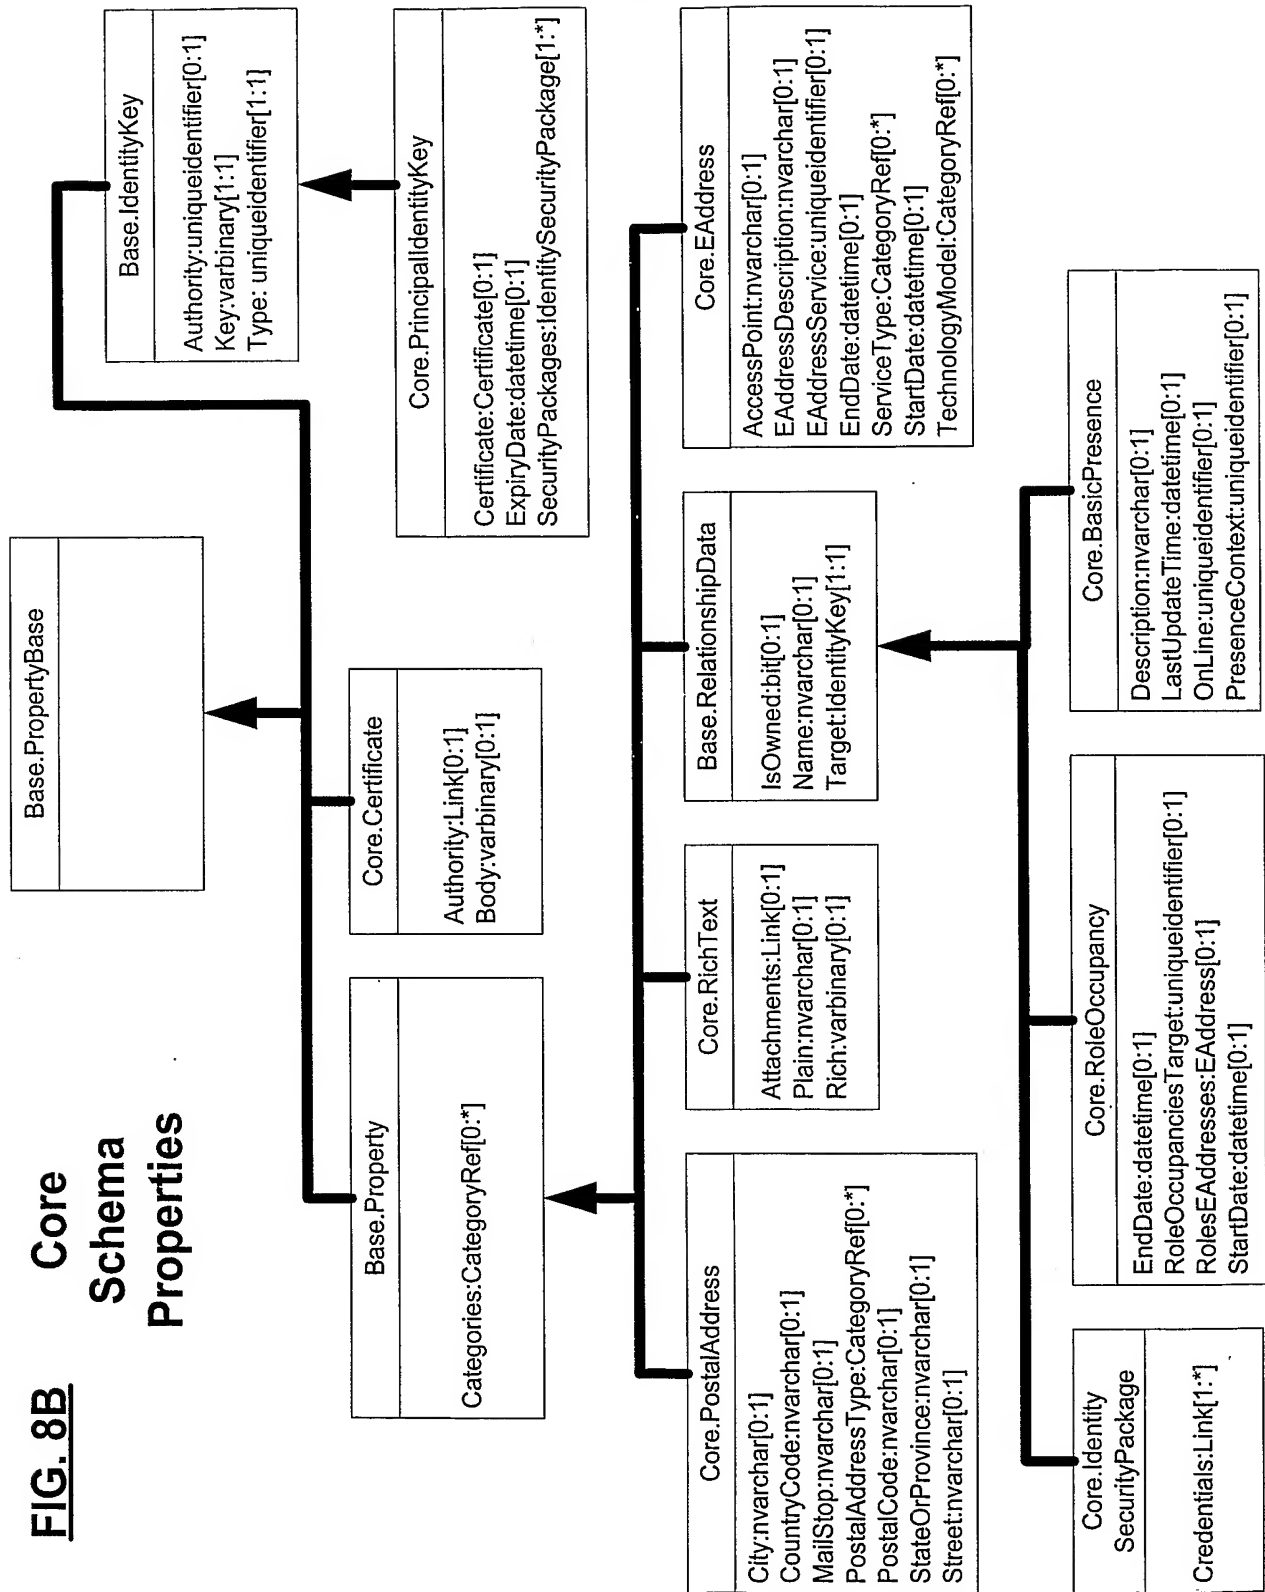 FIG. 8B
Core
Schema
Properties
Base.PropertyBase
Base.Property
Categories:CategoryRef[0:*]
Core.Certificate
Authority:Link[0:1]
Body:varbinary[0:1]
Base.IdentityKey
Authority:uniqueidentifier[0:1]
Key:varbinary[1:1]
Type: uniqueidentifier[1:1]
Core.PrincipalIdentityKey
Certificate:Certificate[0:1]
ExpiryDate:datetime[0:1]
SecurityPackages:IdentitySecurityPackage[1:*]
Core.PostalAddress
City:nvarchar[0:1]
CountryCode:nvarchar[0:1]
MailStop:nvarchar[0:1]
PostalAddressType:CategoryRef[0:*]
PostalCode:nvarchar[0:1]
StateOrProvince:nvarchar[0:1]
Street:nvarchar[0:1]
Core.RichText
Attachments:Link[0:1]
Plain:nvarchar[0:1]
Rich:varbinary[0:1]
Base.RelationshipData
IsOwned:bit[0:1]
Name:nvarchar[0:1]
Target:IdentityKey[1:1]
Core.EAddress
AccessPoint:nvarchar[0:1]
EAddressDescription:nvarchar[0:1]
EAddressService:uniqueidentifier[0:1]
EndDate:datetime[0:1]
ServiceType:CategoryRef[0:*]
StartDate:datetime[0:1]
TechnologyModel:CategoryRef[0:*]
Core.Identity
SecurityPackage
Credentials:Link[1:*]
Core.RoleOccupancy
EndDate:datetime[0:1]
RoleOccupanciesTarget:uniqueidentifier[0:1]
RolesEAddresses:EAddress[0:1]
StartDate:datetime[0:1]
Core.BasicPresence
Description:nvarchar[0:1]
LastUpdateTime:datetime[0:1]
OnLine:uniqueidentifier[0:1]
PresenceContext:uniqueidentifier[0:1]